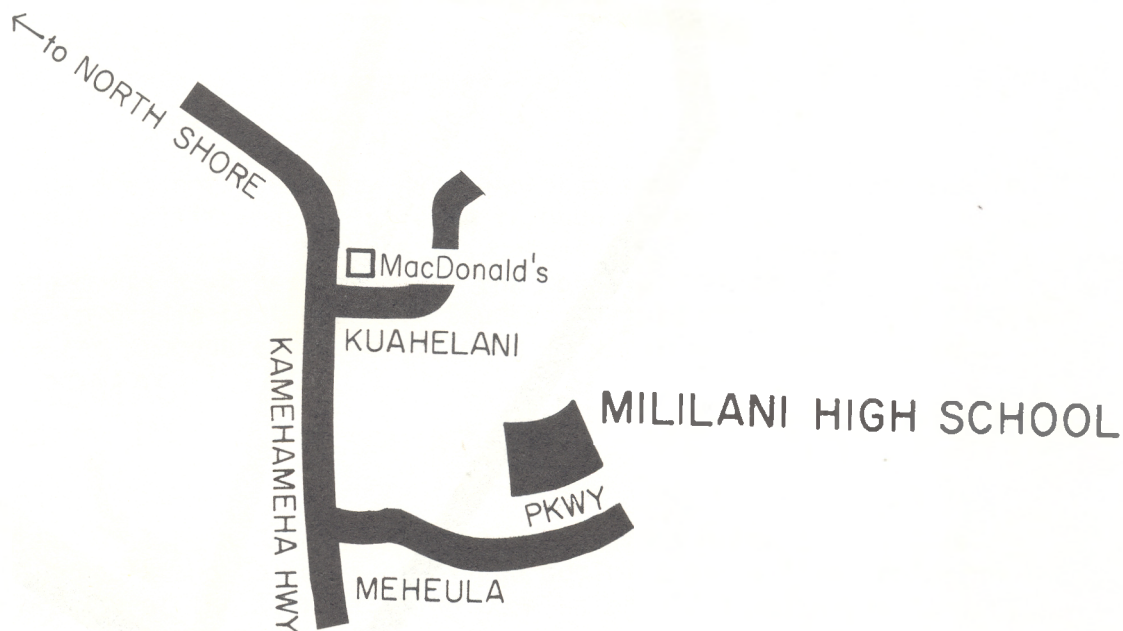 ←to NORTH SHORE
MacDonald's
KUAHELANI
KAMEHAMEHA HWY
MILILANI HIGH SCHOOL
PKWY
MEHEULA